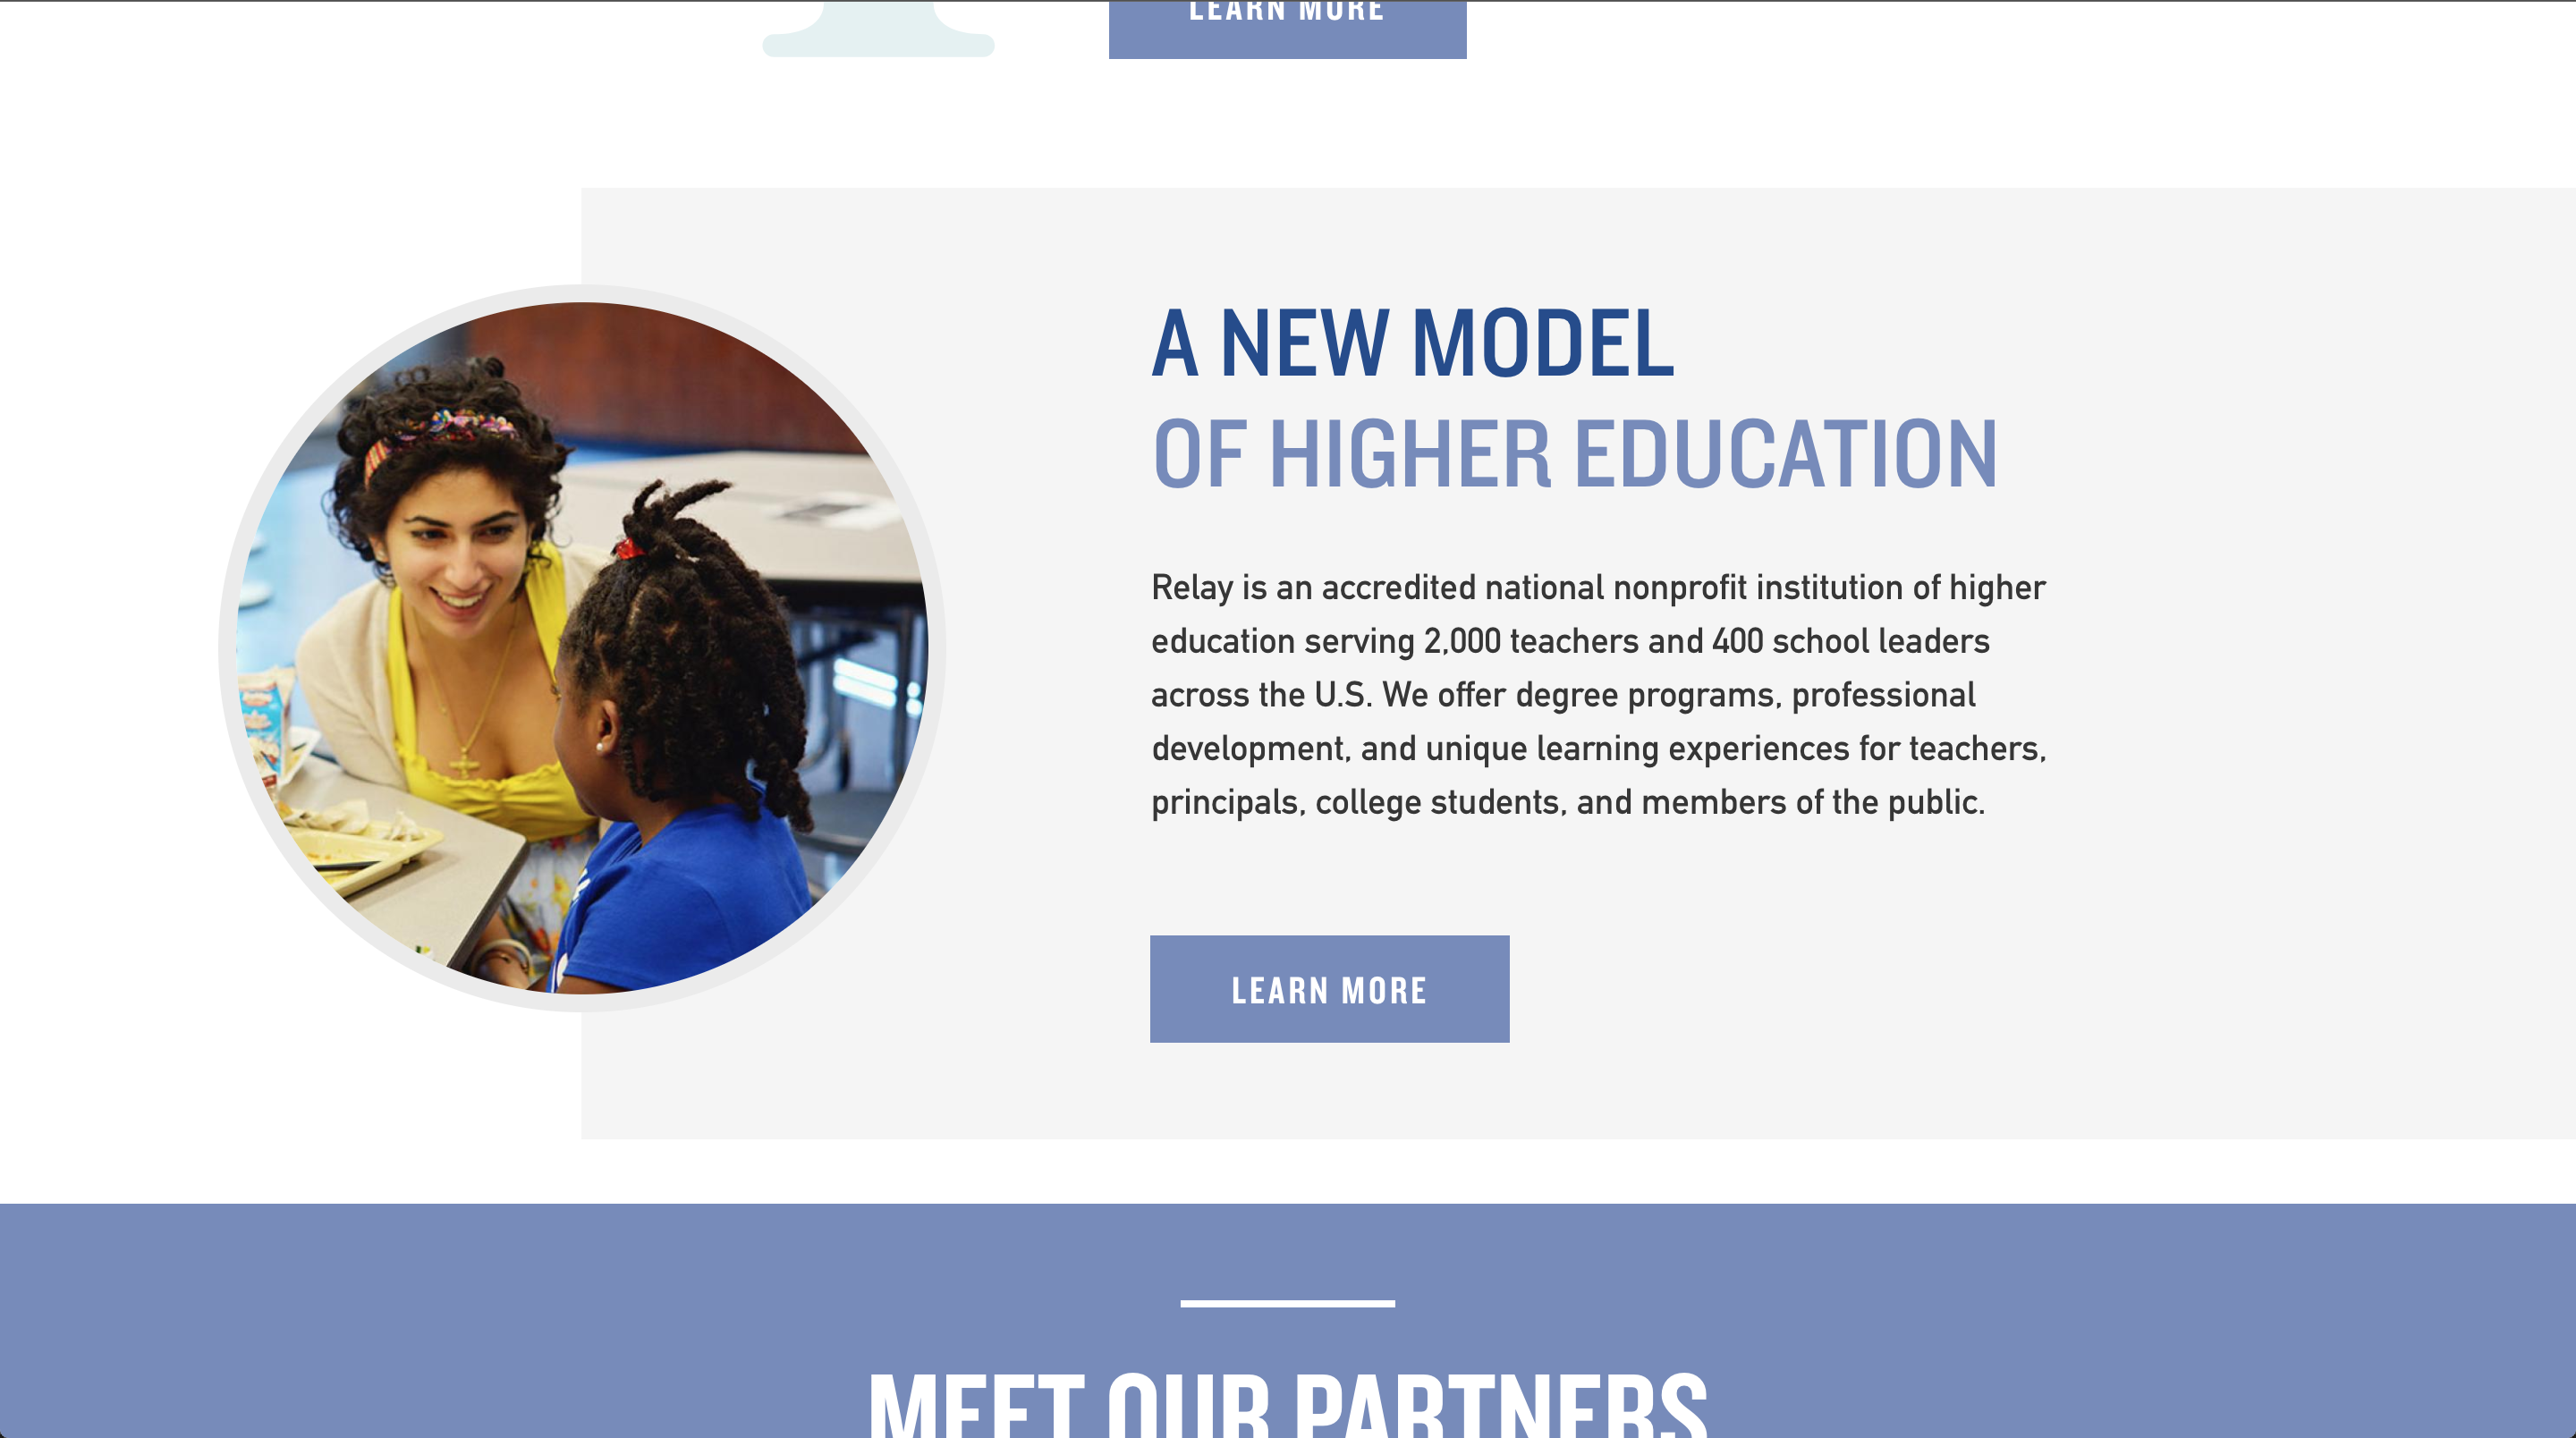 LEARN MORE
A NEW MODEL
OF HIGHER EDUCATION
Relay is an accredited national nonprofit institution of higher
education serving 2,000 teachers and 400 school leaders
across the U.S. We offer degree programs, professional
development, and unique learning experiences for teachers,
principals, college students, and members of the public.
LEARN MORE
MEET OUR PARTNERS